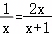 1/x = 2x/(x+1)